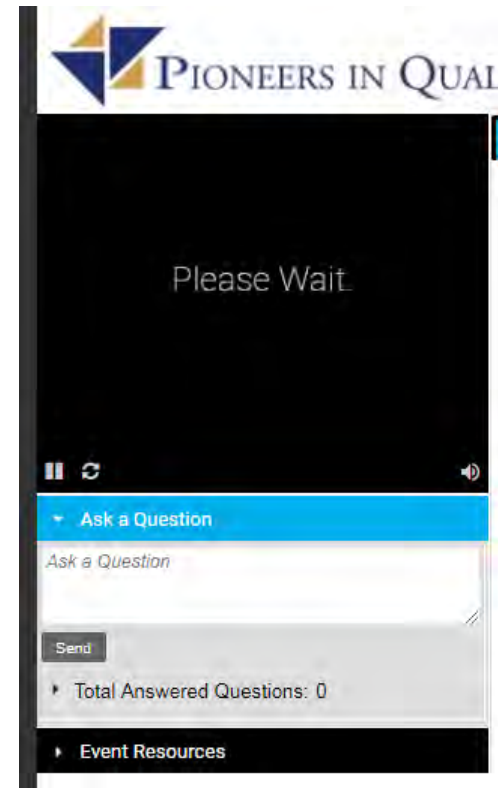 PIONEERS IN QUAL
Please Wait.
Ask a Question
Ask a Question
Send
Total Answered Questions: 0
Event Resources